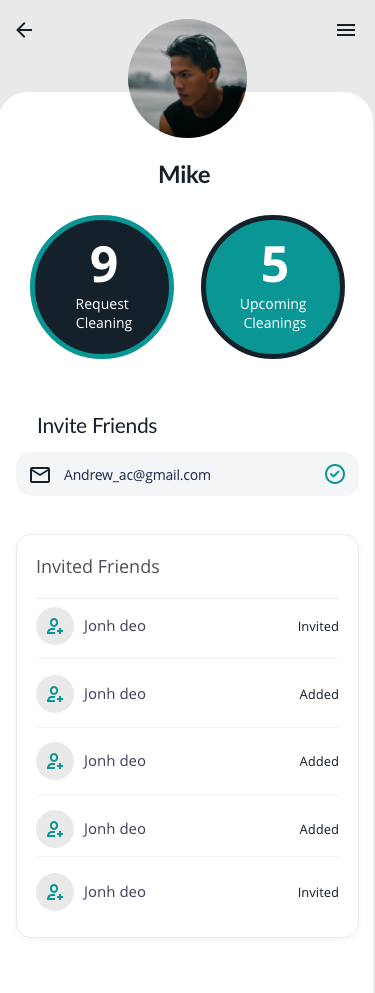 Mike
9
Request
Cleaning
5
Upcoming
Cleanings
Invite Friends
Andrew_ac@gmail.com
Invited Friends
Jonh deo
Invited
Jonh deo
Added
Jonh deo
Added
Jonh deo
Added
Jonh deo
Invited